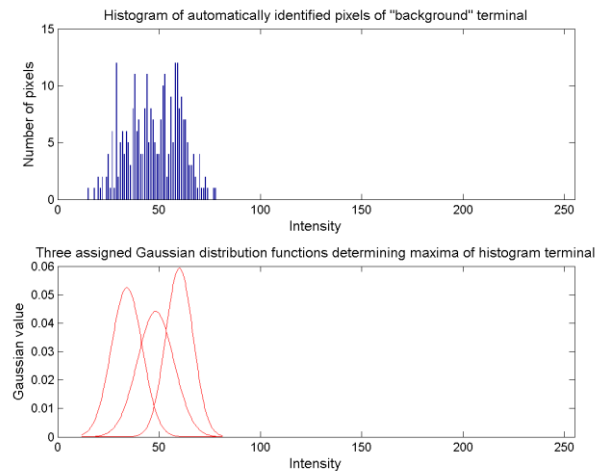 Histogram of automatically identified pixels of "background" terminal
15
10
5
0
Number of pixels
0 50 100 150 200 250
Intensity
Three assigned Gaussian distribution functions determining maxima of histogram terminal
0.06
0.05
0.04
0.03
0.02
0.01
0
Gaussian value
0 50 100 150 200 250
Intensity